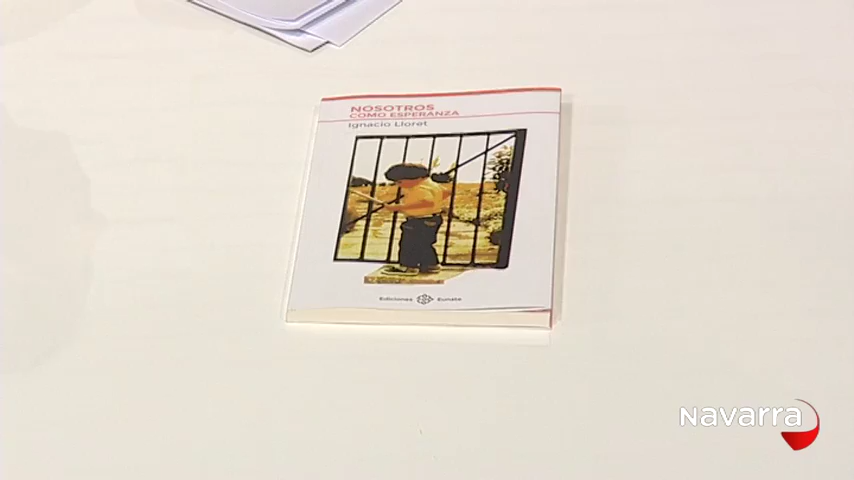 NOSOTROS
COMO ESPERANZA
Ignacio Lloret
Ediciones Eunate
Navarra